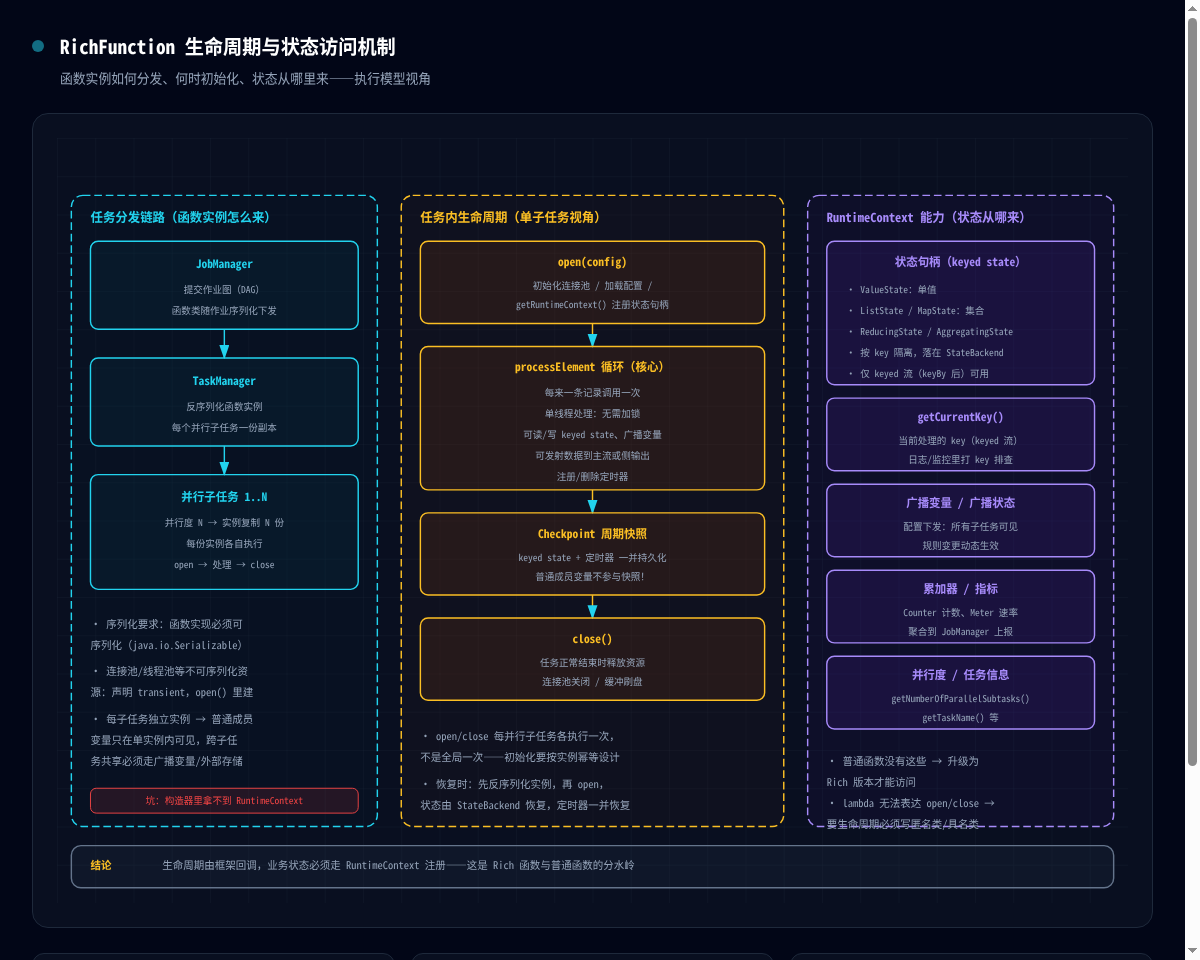 RichFunction 生命周期与状态访问机制
函数实例如何分发、何时初始化、状态从哪里来——执行模型视角
任务分发链路（函数实例怎么来）
JobManager
提交作业图（DAG）
函数类随作业序列化下发
TaskManager
反序列化函数实例
每个并行子任务一份副本
并行子任务 1..N
并行度 N → 实例复制 N 份
每份实例各自执行
open → 处理 → close
• 序列化要求：函数实现必须可
序列化（java.io.Serializable）
• 连接池/线程池等不可序列化资
源：声明 transient，open() 里建
• 每子任务独立实例 → 普通成员
变量只在单实例内可见，跨子任
务共享必须走广播变量/外部存储
坑：构造器里拿不到 RuntimeContext
任务内生命周期（单子任务视角）
open(config)
初始化连接池 / 加载配置 /
getRuntimeContext() 注册状态句柄
processElement 循环（核心）
每来一条记录调用一次
单线程处理：无需加锁
可读/写 keyed state、广播变量
可发射数据到主流或侧输出
注册/删除定时器
Checkpoint 周期快照
keyed state + 定时器 一并持久化
普通成员变量不参与快照！
close()
任务正常结束时释放资源
连接池关闭 / 缓冲刷盘
• open/close 每并行子任务各执行一次，
不是全局一次——初始化要按实例幂等设计
• 恢复时：先反序列化实例，再 open，
状态由 StateBackend 恢复，定时器一并恢复
RuntimeContext 能力（状态从哪来）
状态句柄（keyed state）
• ValueState：单值
• ListState / MapState：集合
• ReducingState / AggregatingState
• 按 key 隔离，落在 StateBackend
• 仅 keyed 流（keyBy 后）可用
getCurrentKey()
当前处理的 key（keyed 流）
日志/监控里打 key 排查
广播变量 / 广播状态
配置下发：所有子任务可见
规则变更动态生效
累加器 / 指标
Counter 计数、Meter 速率
聚合到 JobManager 上报
并行度 / 任务信息
getNumberOfParallelSubtasks()
getTaskName() 等
• 普通函数没有这些 → 升级为
Rich 版本才能访问
• lambda 无法表达 open/close →
要生命周期必须写匿名类/具名类
结论 生命周期由框架回调，业务状态必须走 RuntimeContext 注册——这是 Rich 函数与普通函数的分水岭